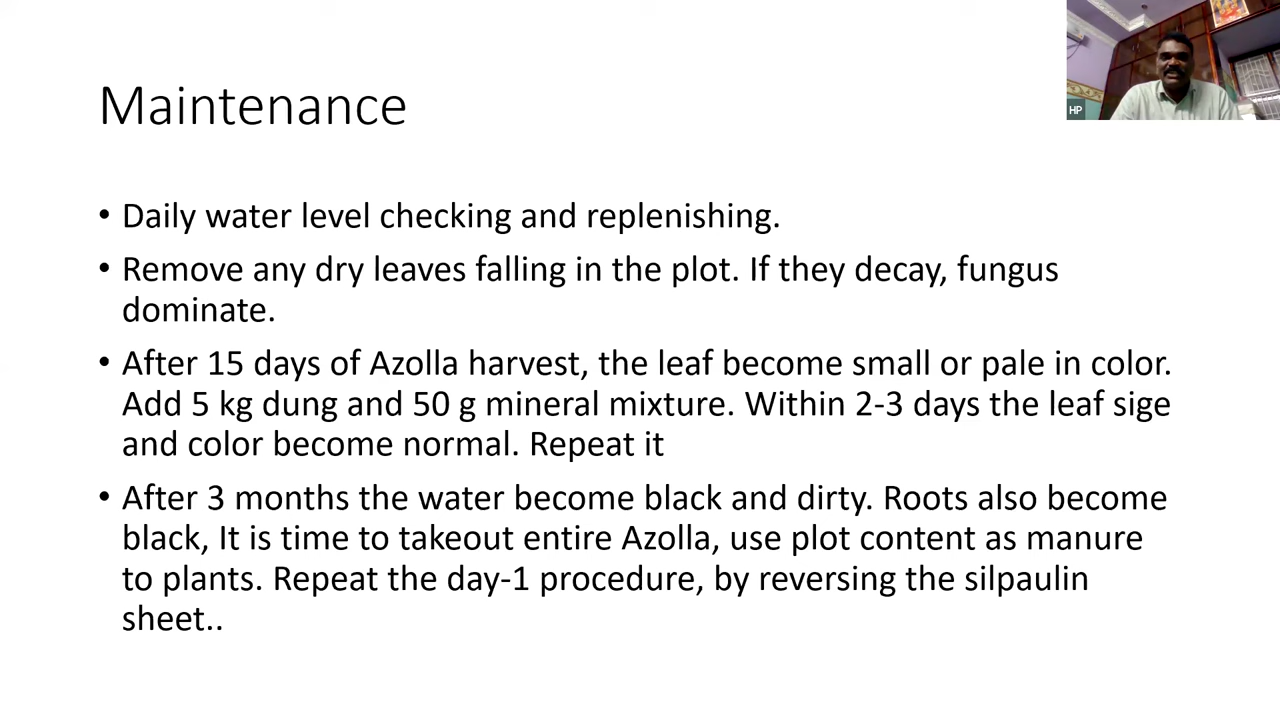 Maintenance
HP
• Daily water level checking and replenishing.
• Remove any dry leaves falling in the plot. If they decay, fungus
dominate.
• After 15 days of Azolla harvest, the leaf become small or pale in color.
Add 5 kg dung and 50 g mineral mixture. Within 2-3 days the leaf sige
and color become normal. Repeat it
• After 3 months the water become black and dirty. Roots also become
black, It is time to takeout entire Azolla, use plot content as manure
to plants. Repeat the day-1 procedure, by reversing the silpaulin
sheet..